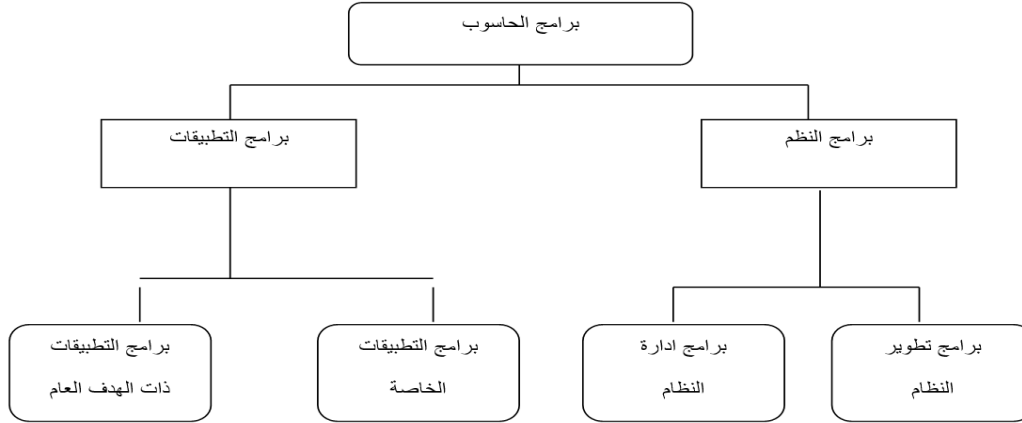 برامج الحاسوب
برامج النظم
برامج التطبيقات
برامج تطوير
النظام
برامج ادارة
النظام
برامج التطبيقات
الخاصة
برامج التطبيقات
ذات الهدف العام